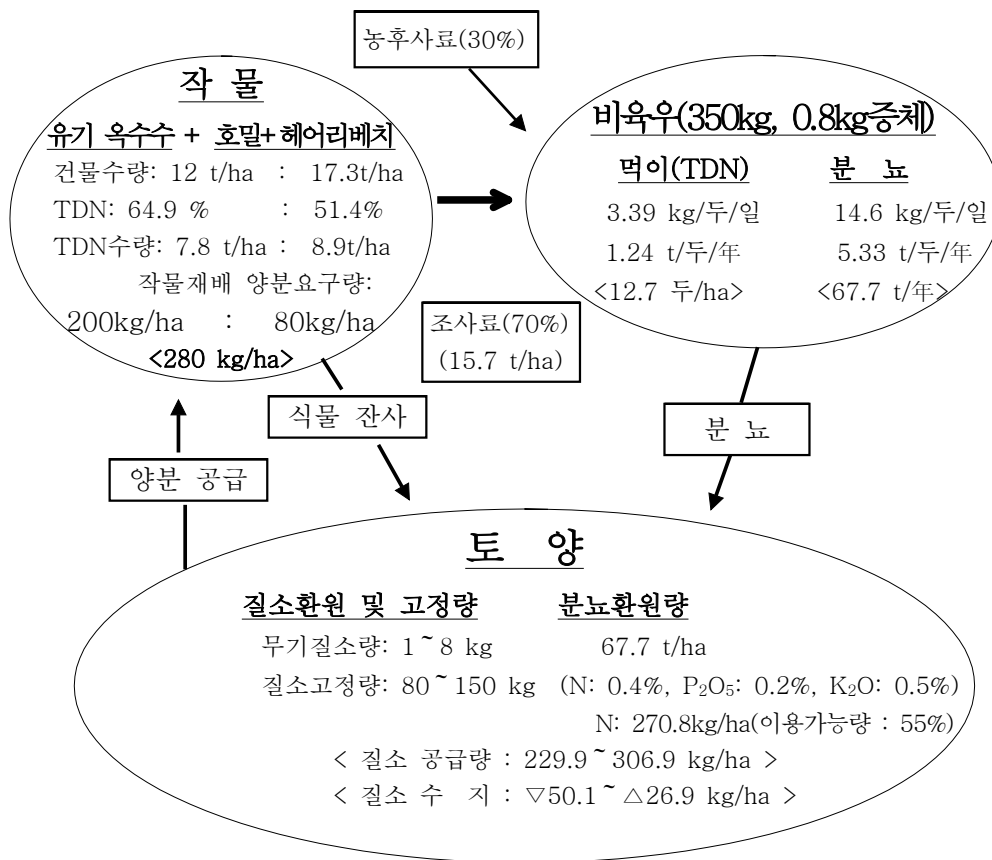 농후사료(30%)
작 물
유기 옥수수 + 호밀+헤어리베치
건물수량: 12 t/ha : 17.3t/ha
TDN: 64.9 % : 51.4%
TDN수량: 7.8 t/ha : 8.9t/ha
작물재배 양분요구량:
200kg/ha : 80kg/ha
<280 kg/ha>
비육우(350kg, 0.8kg증체)
먹이(TDN) 분 뇨
3.39 kg/두/일 14.6 kg/두/일
1.24 t/두/年 5.33 t/두/年
<12.7 두/ha> <67.7 t/年>
조사료(70%)
(15.7 t/ha)
식물 잔사
분 뇨
양분 공급
토 양
질소환원 및 고정량 분뇨환원량
무기질소량: 1~8 kg 67.7 t/ha
질소고정량: 80~150 kg (N: 0.4%, P₂O₅: 0.2%, K₂O: 0.5%)
N: 270.8kg/ha(이용가능량 : 55%)
< 질소 공급량 : 229.9~306.9 kg/ha >
< 질소 수 지 : ▽50.1~△26.9 kg/ha >